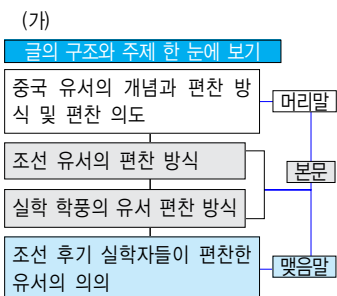 (가)
글의 구조와 주제 한 눈에 보기
중국 유서의 개념과 편찬 방
식 및 편찬 의도
머리말
조선 유서의 편찬 방식
본문
실학 학풍의 유서 편찬 방식
조선 후기 실학자들이 편찬한
유서의 의의
맺음말